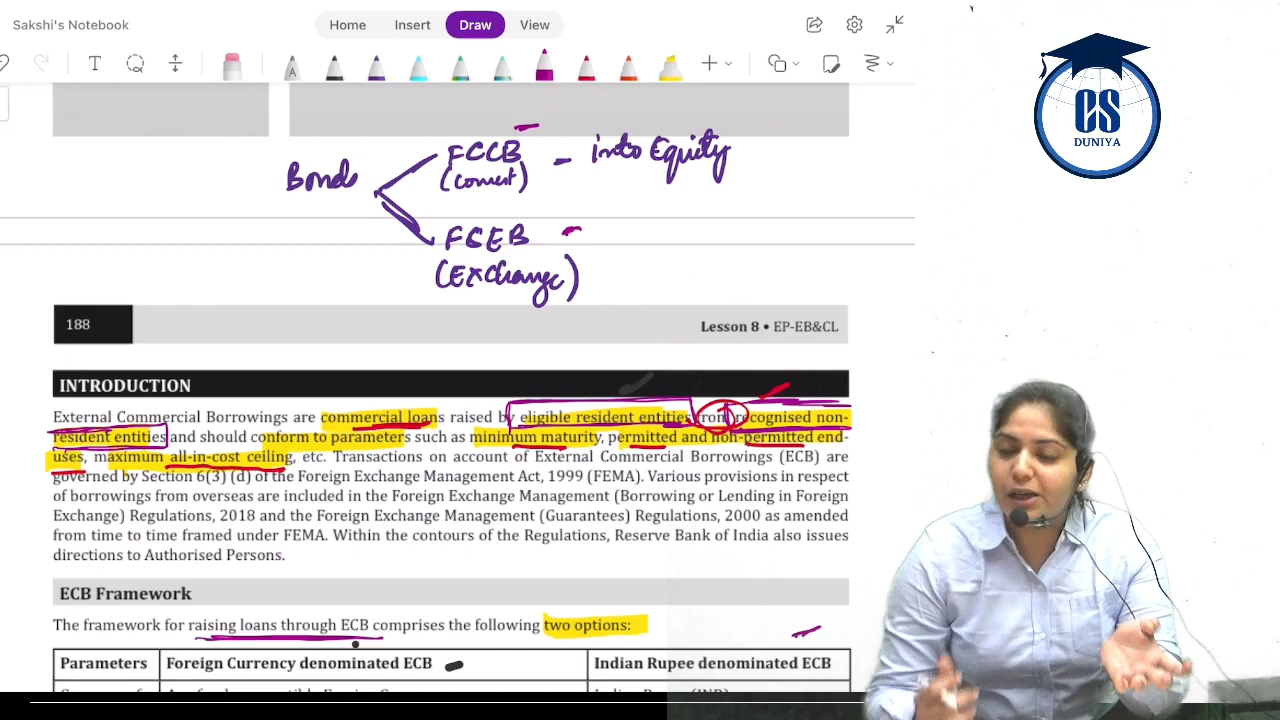 Sakshi's Notebook
Home Insert Draw View
CS
DUNIYA
Bonds
FCCB - into Equity
(Convert)
FCEB
(Exchange)
188
Lesson 8 • EP-EB&CL
INTRODUCTION
External Commercial Borrowings are commercial loans raised by eligible resident entities from recognised non-
resident entities and should conform to parameters such as minimum maturity, permitted and non-permitted end-
uses, maximum all-in-cost ceiling, etc. Transactions on account of External Commercial Borrowings (ECB) are
governed by Section 6(3) (d) of the Foreign Exchange Management Act, 1999 (FEMA). Various provisions in respect
of borrowings from overseas are included in the Foreign Exchange Management (Borrowing or Lending in Foreign
Exchange) Regulations, 2018 and the Foreign Exchange Management (Guarantees) Regulations, 2000 as amended
from time to time framed under FEMA. Within the contours of the Regulations, Reserve Bank of India also issues
directions to Authorised Persons.
ECB Framework
The framework for raising loans through ECB comprises the following two options:
Parameters Foreign Currency denominated ECB Indian Rupee denominated ECB